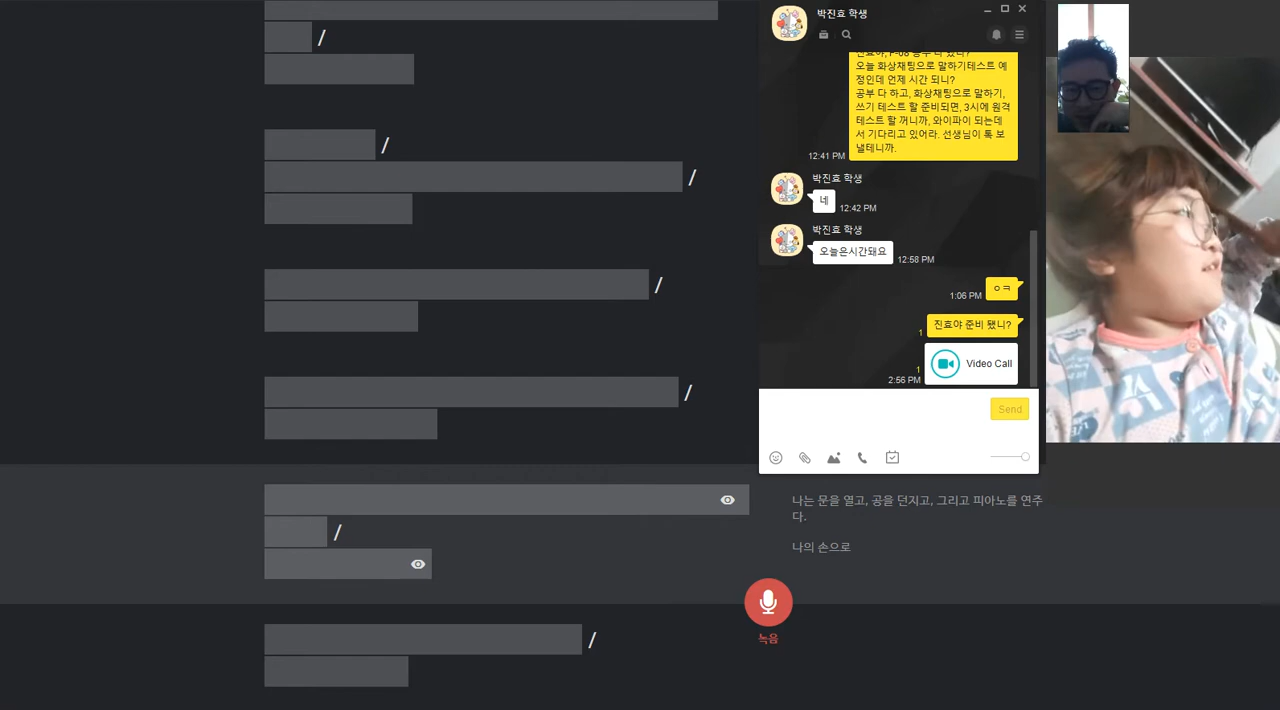 /
/
/
/
/
/
/
박진효 학생
오늘 화상채팅으로 말하기테스트 예
정인데 언제 시간 되니?
공부 다 하고, 화상채팅으로 말하기,
쓰기 테스트 할 준비되면, 3시에 원격
테스트 할 꺼니까, 와이파이 되는데
서 기다리고 있어라. 선생님이 톡 보
낼테니까.
12:41 PM
박진효 학생
네
12:42 PM
박진효 학생
오늘은시간돼요
12:58 PM
ㅇㅋ
1:06 PM
진효야 준비 됐니?
1
Video Call
1
2:56 PM
Send
나는 문을 열고, 공을 던지고, 그리고 피아노를 연주
다.
나의 손으로
녹음